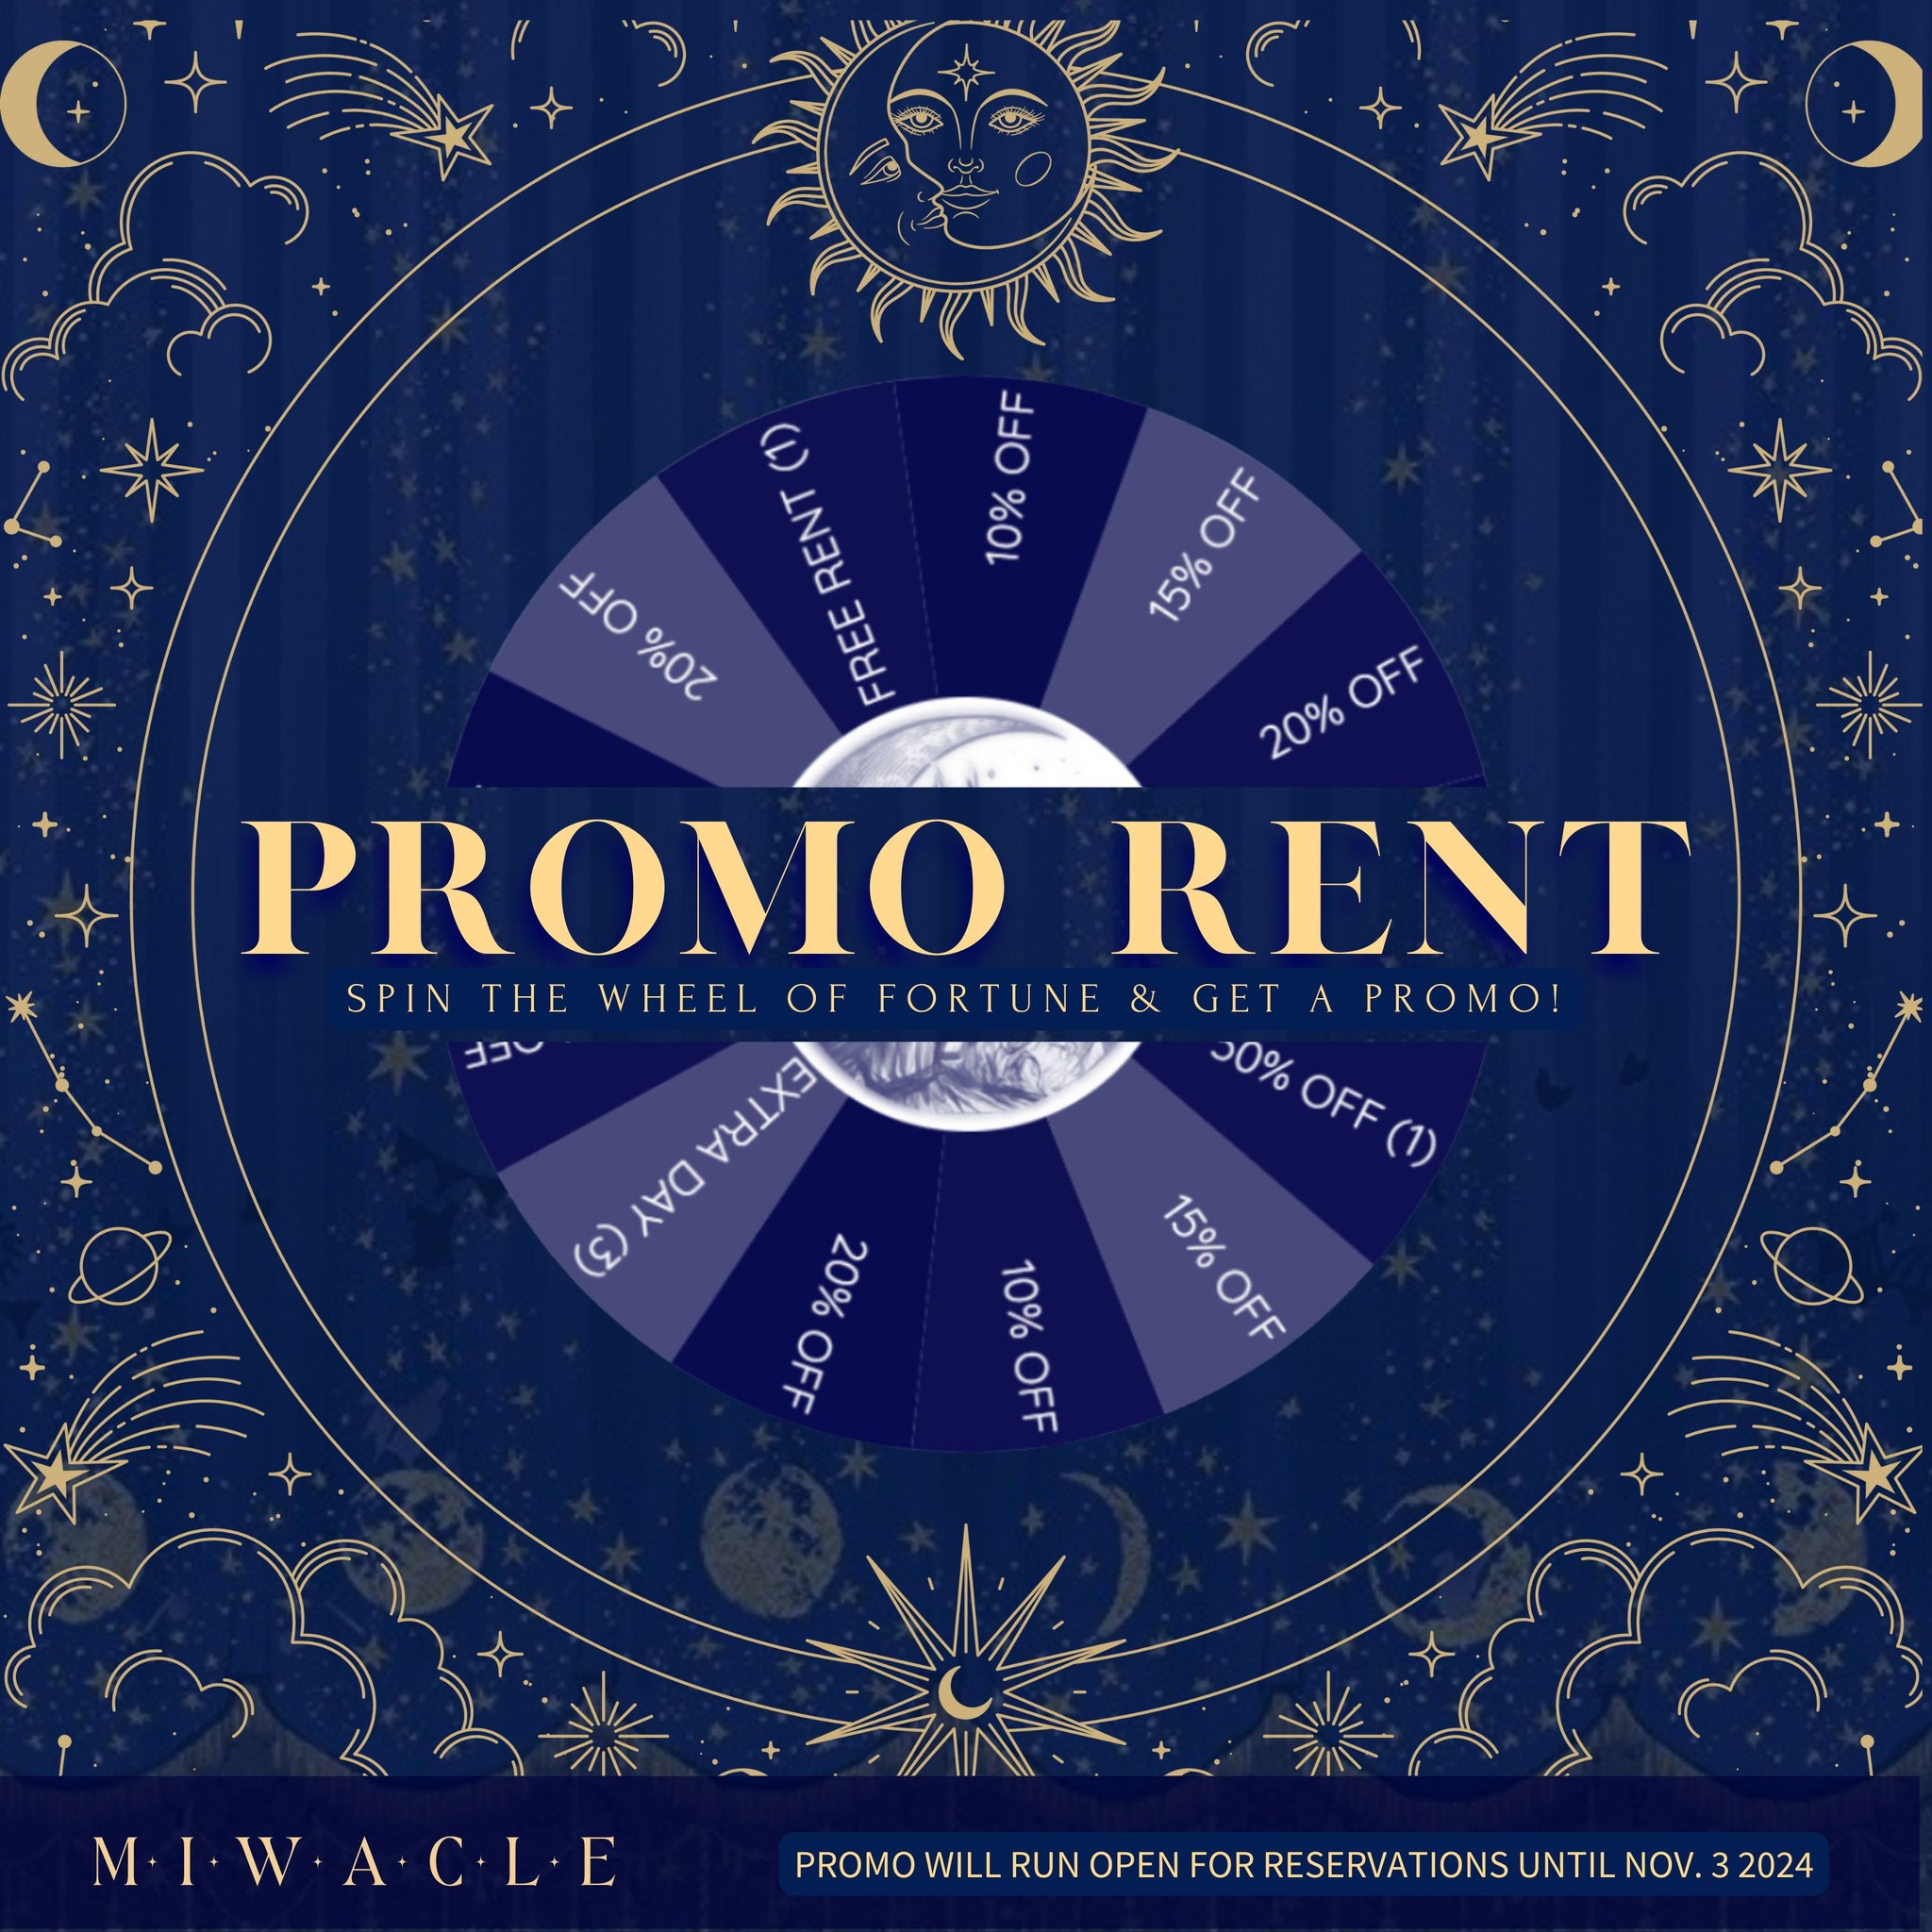 FREE RENT (1)
10% OFF
15% OFF
20% OFF
20% OFF
PROMO RENT
SPIN THE WHEEL OF FORTUNE & GET A PROMO!
OFF
EXTRA DAY (3)
20% OFF
10% OFF
15% OFF
50% OFF (1)
M·I·W·A·C·L·E
PROMO WILL RUN OPEN FOR RESERVATIONS UNTIL NOV. 3 2024